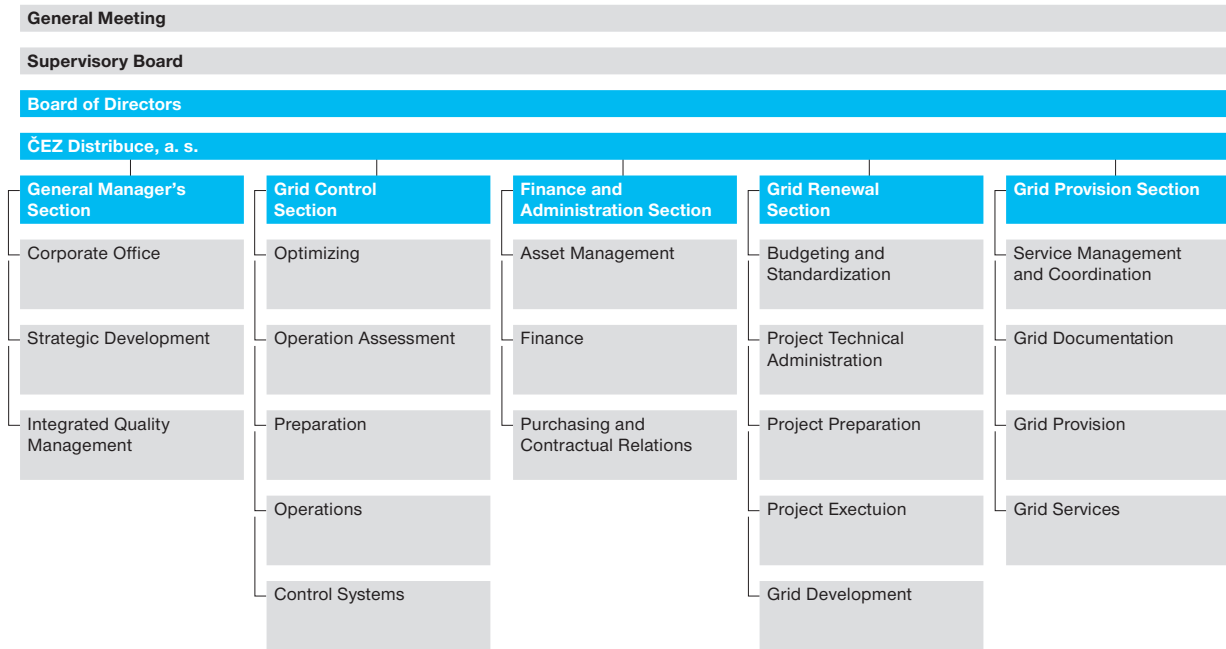 General Meeting
Supervisory Board
Board of Directors
ČEZ Distribuce, a. s.
General Manager's
Section
Corporate Office
Strategic Development
Integrated Quality
Management
Grid Control
Section
Optimizing
Operation Assessment
Preparation
Operations
Control Systems
Finance and
Administration Section
Asset Management
Finance
Purchasing and
Contractual Relations
Grid Renewal
Section
Budgeting and
Standardization
Project Technical
Administration
Project Preparation
Project Exectuion
Grid Development
Grid Provision Section
Service Management
and Coordination
Grid Documentation
Grid Provision
Grid Services